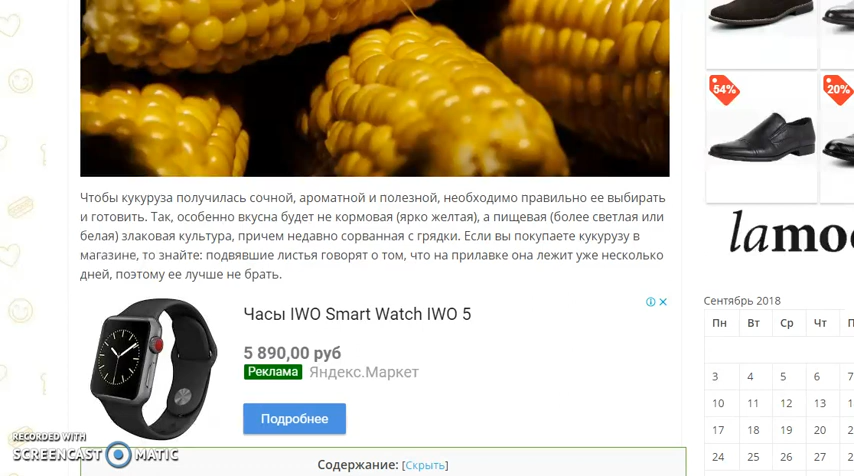 54%
20%
Чтобы кукуруза получилась сочной, ароматной и полезной, необходимо правильно ее выбирать
и готовить. Так, особенно вкусна будет не кормовая (ярко желтая), а пищевая (более светлая или
белая) злаковая культура, причем недавно сорванная с грядки. Если вы покупаете кукурузу в
магазине, то знайте: подвявшие листья говорят о том, что на прилавке она лежит уже несколько
дней, поэтому ее лучше не брать.
Часы IWO Smart Watch IWO 5
5 890,00 руб
Реклама Яндекс.Маркет
Подробнее
Содержание: [Скрыть]
lamo
Сентябрь 2018
Пн Вт Ср Чт
3 4 5 6 7
10 11 12 13
17 18 19 20
24 25 26 27
RECORDED WITH
SCREENCAST MATIC